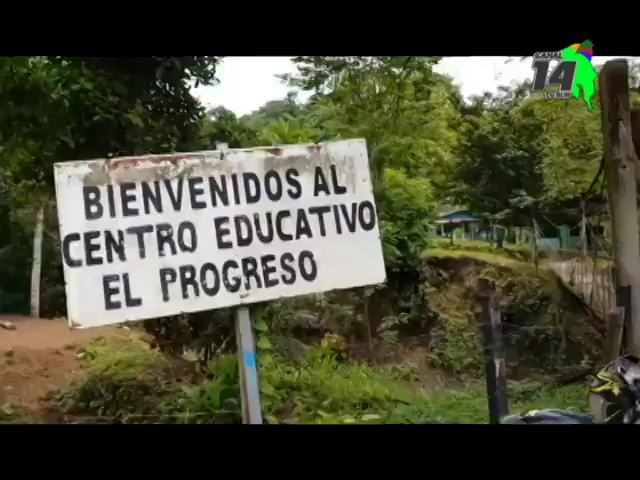 CANAL
14
BIENVENIDOS AL
CENTRO EDUCATIVO
EL PROGRESO